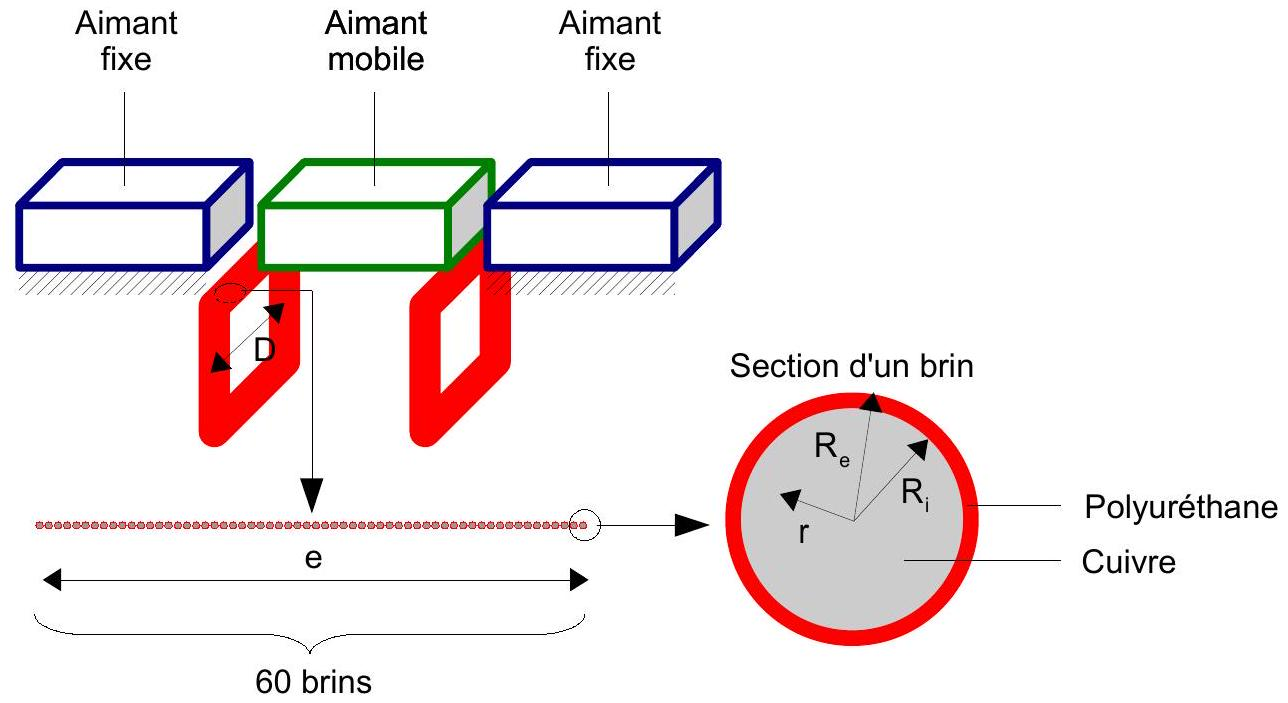 Aimant
fixe
Aimant
mobile
Aimant
fixe
D
Section d'un brin
Re
Ri
r
Polyuréthane
Cuivre
e
60 brins